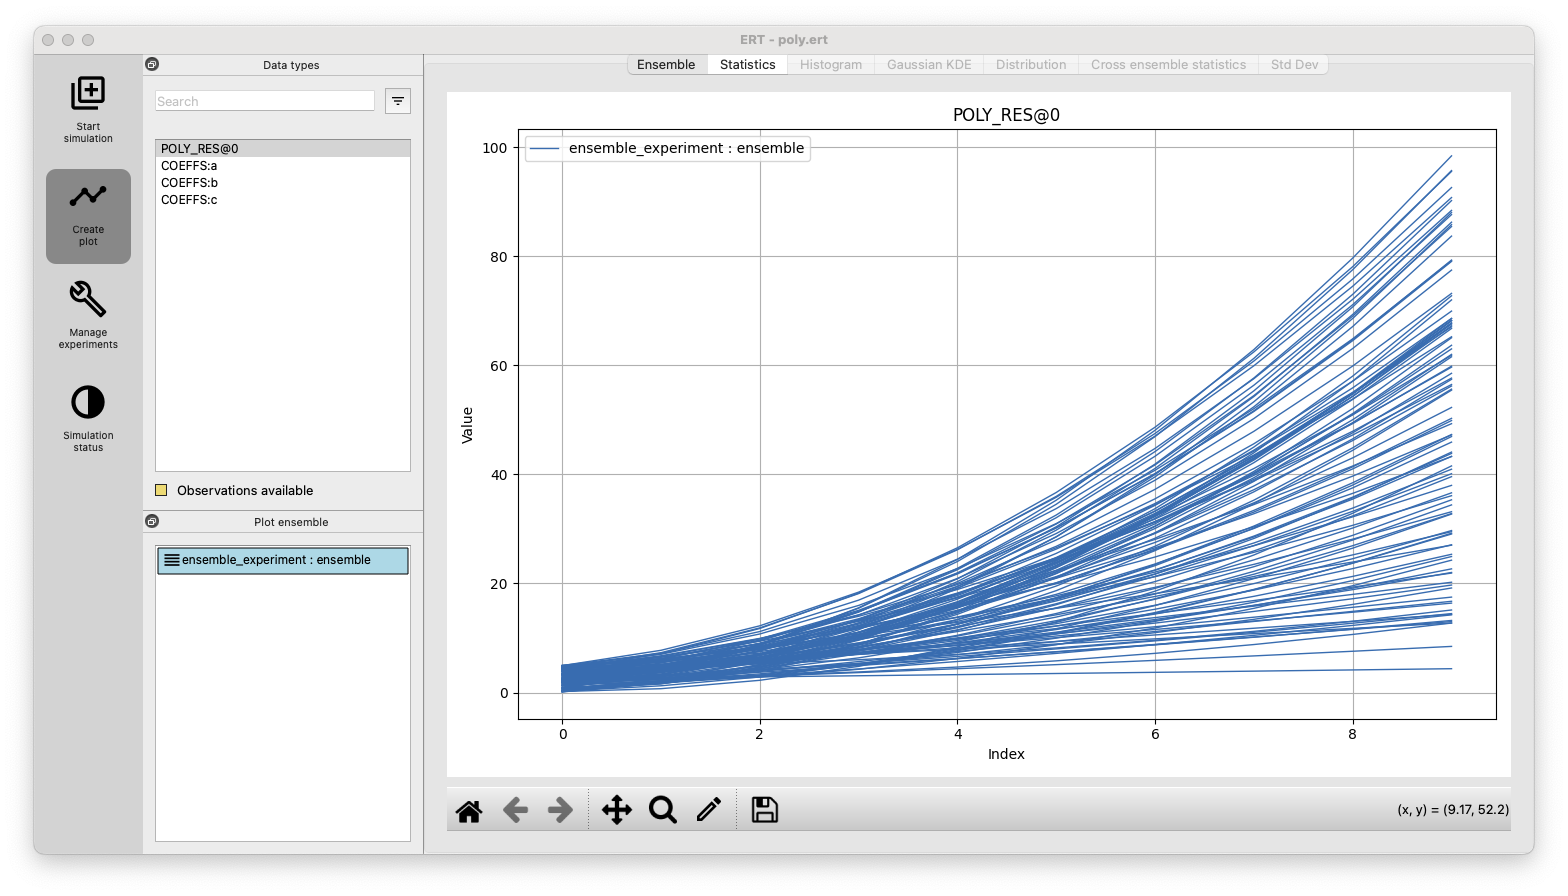 ERT - poly.ert
Start
simulation
Create
plot
Manage
experiments
Simulation
status
Data types
Search
POLY_RES@0
COEFFS:a
COEFFS:b
COEFFS:c
Observations available
Plot ensemble
ensemble_experiment : ensemble
Ensemble Statistics Histogram Gaussian KDE Distribution Cross ensemble statistics Std Dev
POLY_RES@0
ensemble_experiment : ensemble
100
80
60
40
20
0
Value
0 2 4 6 8
Index
(x, y) = (9.17, 52.2)